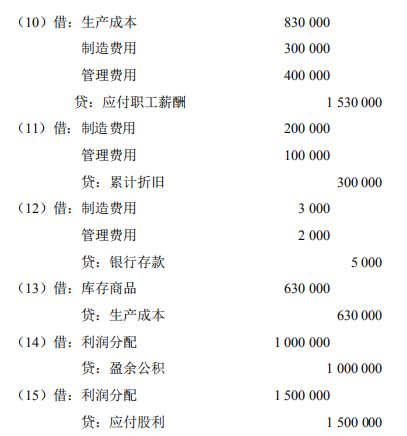 （10）借：生产成本 830 000
制造费用 300 000
管理费用 400 000
贷：应付职工薪酬 1 530 000
（11）借：制造费用 200 000
管理费用 100 000
贷：累计折旧 300 000
（12）借：制造费用 3 000
管理费用 2 000
贷：银行存款 5 000
（13）借：库存商品 630 000
贷：生产成本 630 000
（14）借：利润分配 1 000 000
贷：盈余公积 1 000 000
（15）借：利润分配 1 500 000
贷：应付股利 1 500 000